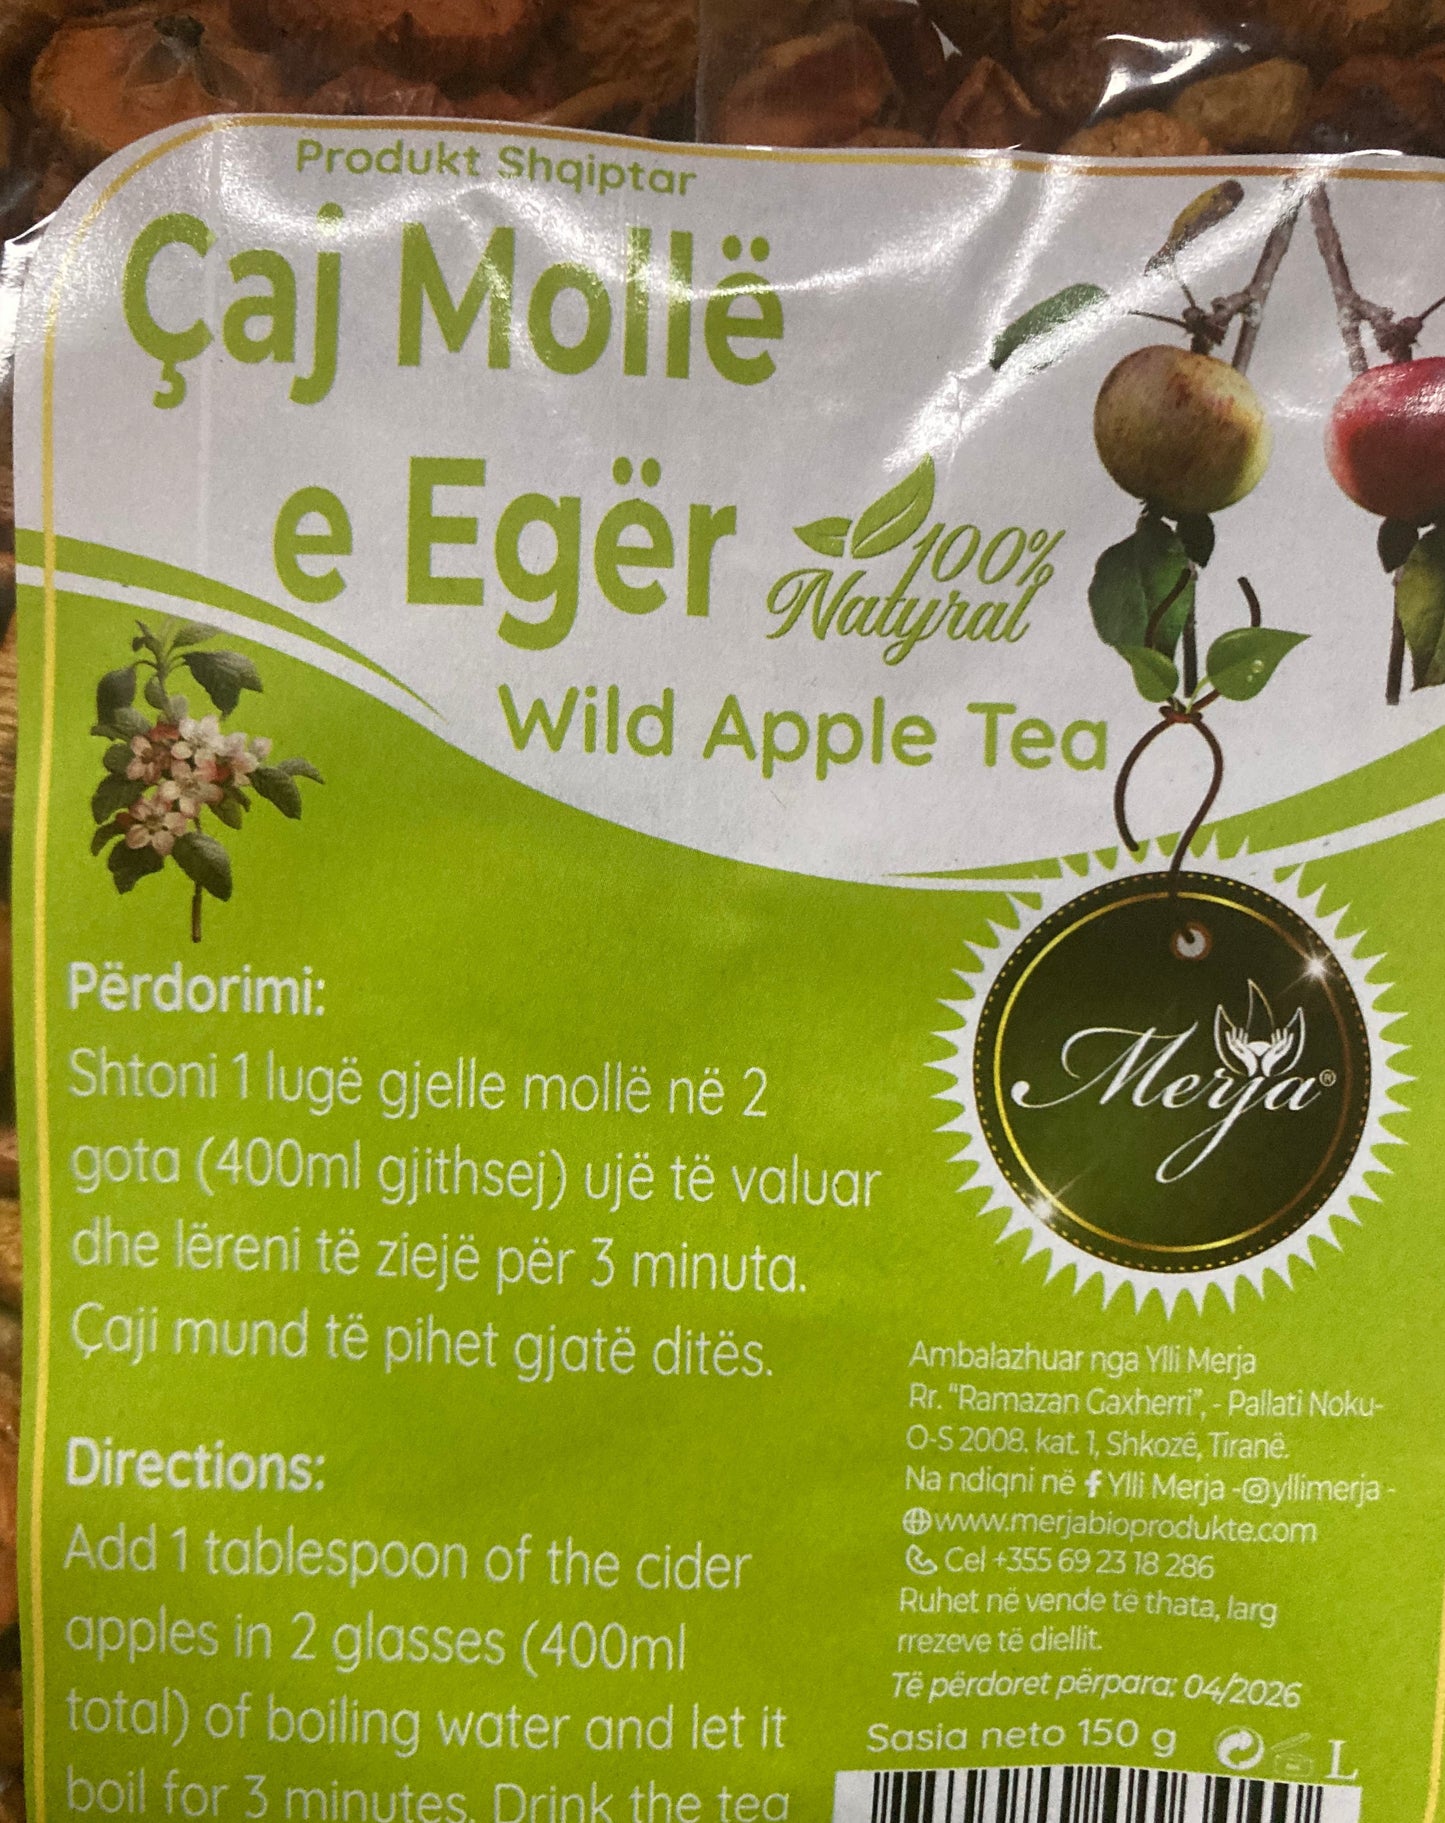 Produkt Shqiptar
Çaj Mollë
e Egër
100%
Natyral
Wild Apple Tea
Merja®
Përdorimi:
Shtoni 1 lugë gjelle mollë në 2
gota (400ml gjithsej) ujë të valuar
dhe lëreni të ziejë për 3 minuta.
Çaji mund të pihet gjatë ditës.
Directions:
Add 1 tablespoon of the cider
apples in 2 glasses (400ml
total) of boiling water and let it
boil for 3 minutes. Drink the tea
Ambalazhuar nga Ylli Merja
Rr. "Ramazan Gaxherri", - Pallati Noku-
O-S 2008. kat. 1, Shkozë, Tiranë.
Na ndiqni në f Ylli Merja - yllimerja -
www.merjabioprodukte.com
Cel +355 69 23 18 286
Ruhet në vende të thata, larg
rrezeve të diellit.
Të përdoret përpara: 04/2026
Sasia neto 150 g
L